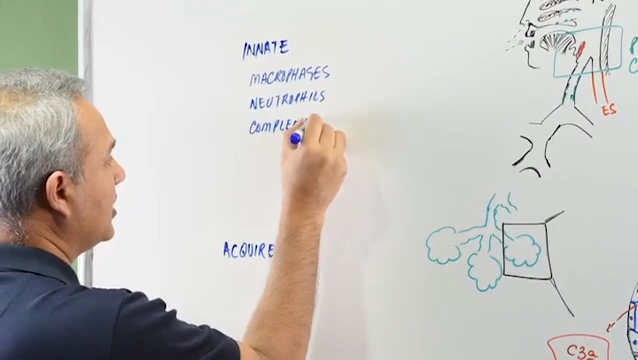 INNATE
MACROPHAGES
NEUTROPHILS
COMPLE
ACQUIRE
ES
C3a